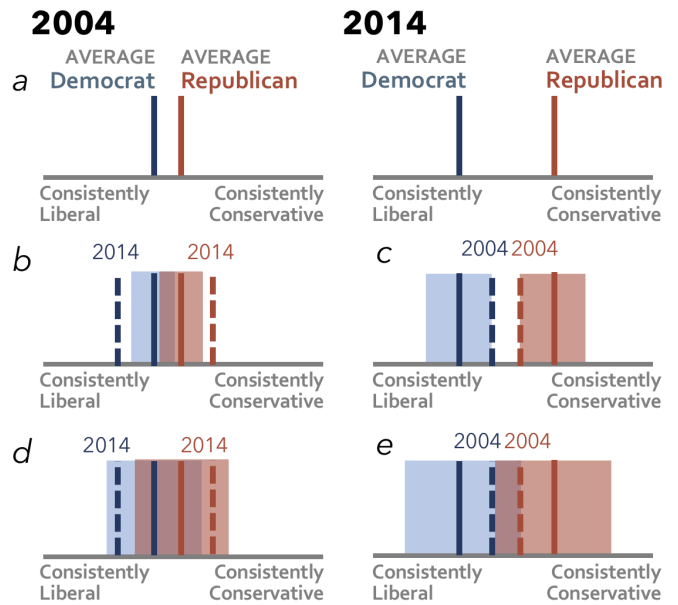 2004
2014
AVERAGE
Democrat
AVERAGE
Republican
AVERAGE
Democrat
AVERAGE
Republican
a
Consistently
Liberal
Consistently
Conservative
Consistently
Liberal
Consistently
Conservative
b
2014
2014
c
2004
2004
Consistently
Liberal
Consistently
Conservative
Consistently
Liberal
Consistently
Conservative
d
2014
2014
e
2004
2004
Consistently
Liberal
Consistently
Conservative
Consistently
Liberal
Consistently
Conservative